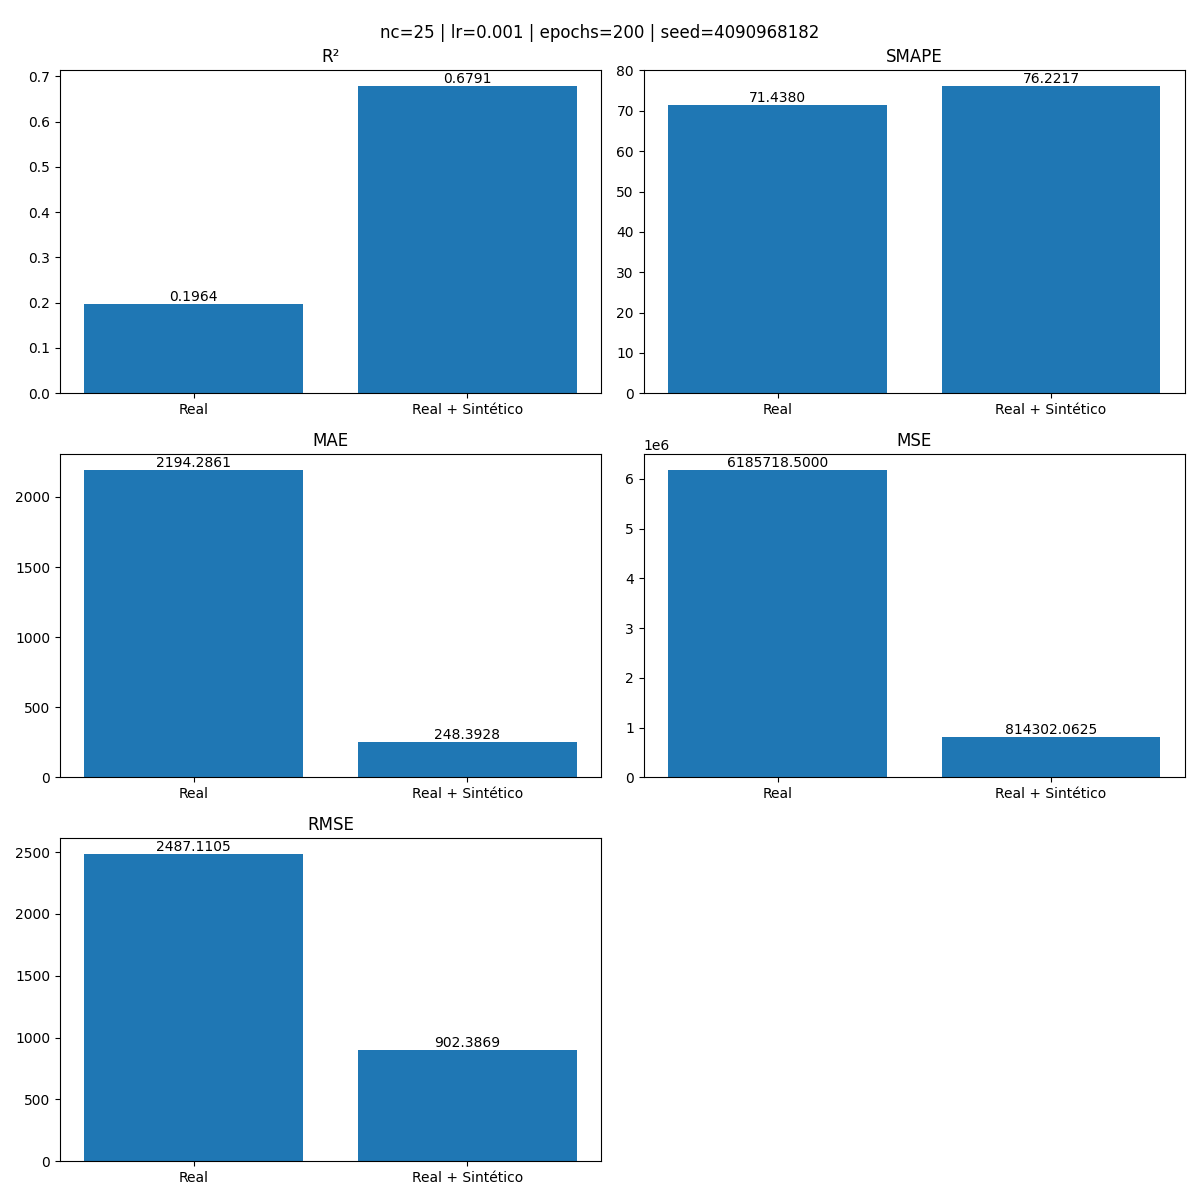 nc=25 | lr=0.001 | epochs=200 | seed=4090968182
R²
0.7
0.6
0.5
0.4
0.3
0.2
0.1
0.0
0.1964
0.6791
Real
Real + Sintético
SMAPE
80
70
60
50
40
30
20
10
0
71.4380
76.2217
Real
Real + Sintético
MAE
2000
1500
1000
500
0
2194.2861
248.3928
Real
Real + Sintético
MSE
1e6
6
5
4
3
2
1
0
6185718.5000
814302.0625
Real
Real + Sintético
RMSE
2500
2000
1500
1000
500
0
2487.1105
902.3869
Real
Real + Sintético